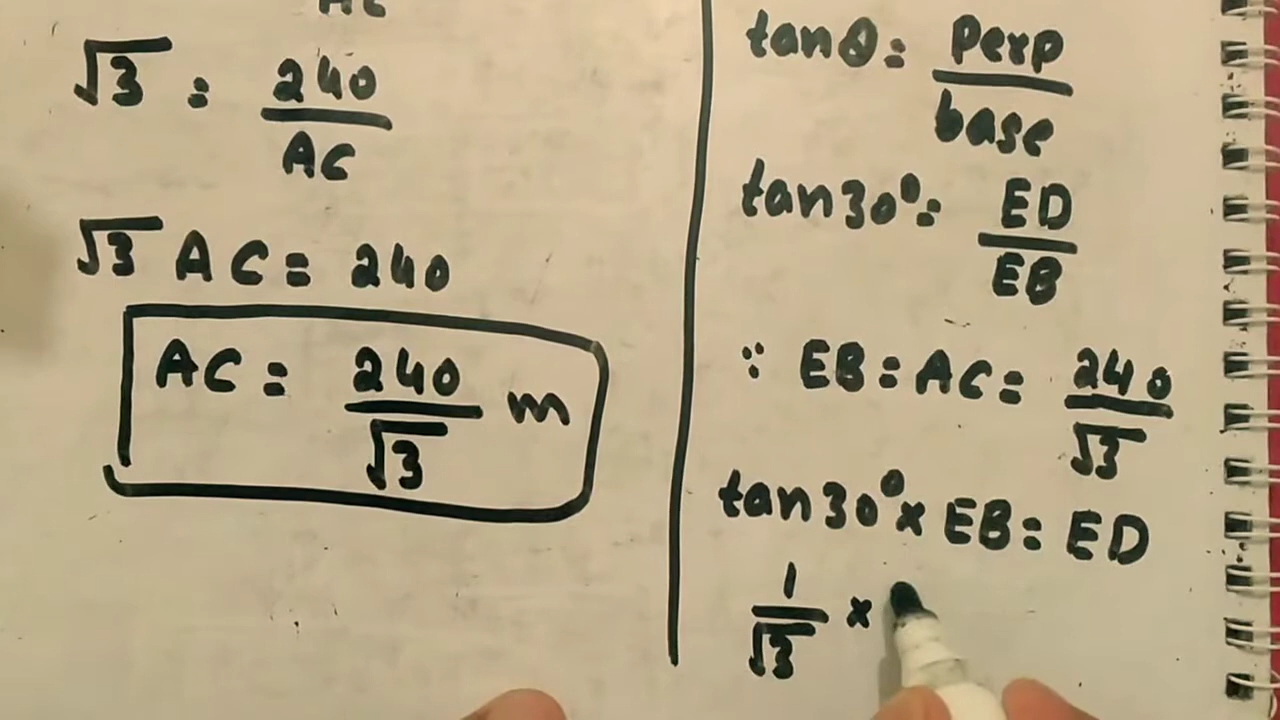 AC
√3 = 240/AC
√3 AC = 240
AC = 240/√3 m
tanθ = Perp/base
tan30° = ED/EB
∵ EB = AC = 240/√3
tan30° × EB = ED
1/√3 ×